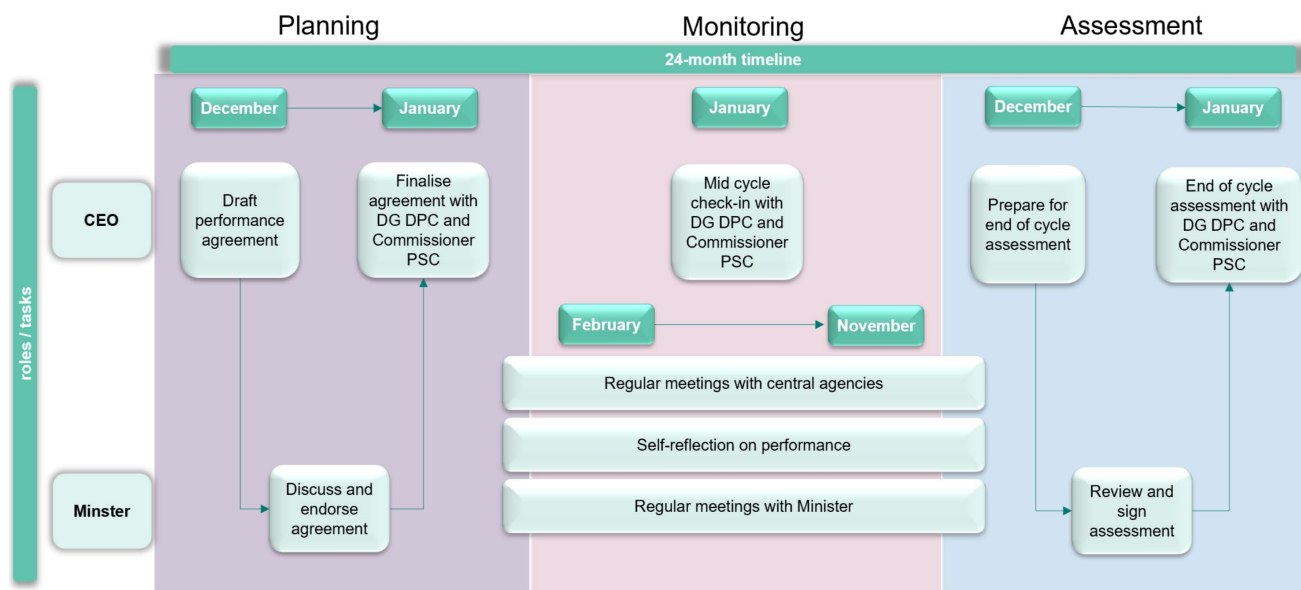 Planning
Monitoring
Assessment
24-month timeline
roles / tasks
December
January
January
December
January
CEO
Draft
performance
agreement
Finalise
agreement with
DG DPC and
Commissioner
PSC
Mid cycle
check-in with
DG DPC and
Commissioner
PSC
Prepare for
end of cycle
assessment
End of cycle
assessment with
DG DPC and
Commissioner
PSC
February
November
Regular meetings with central agencies
Self-reflection on performance
Regular meetings with Minister
Minster
Discuss and
endorse
agreement
Review and
sign
assessment